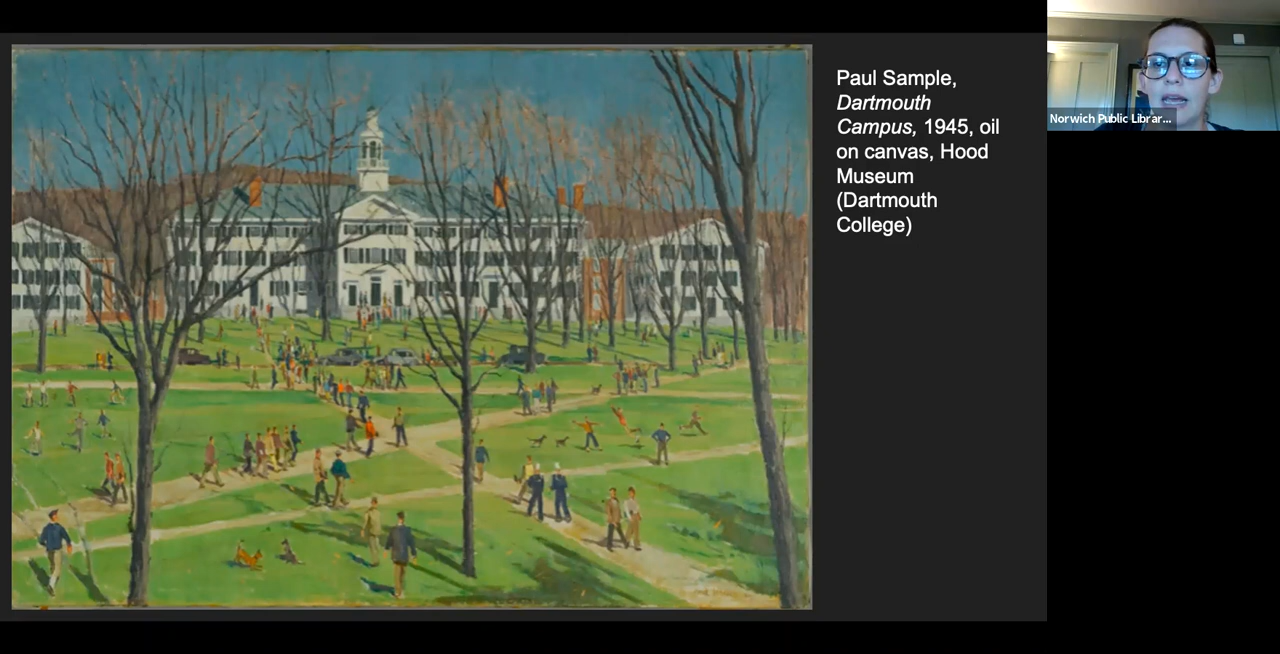 Paul Sample,
Dartmouth
Campus, 1945, oil
on canvas, Hood
Museum
(Dartmouth
College)
Norwich Public Librar...